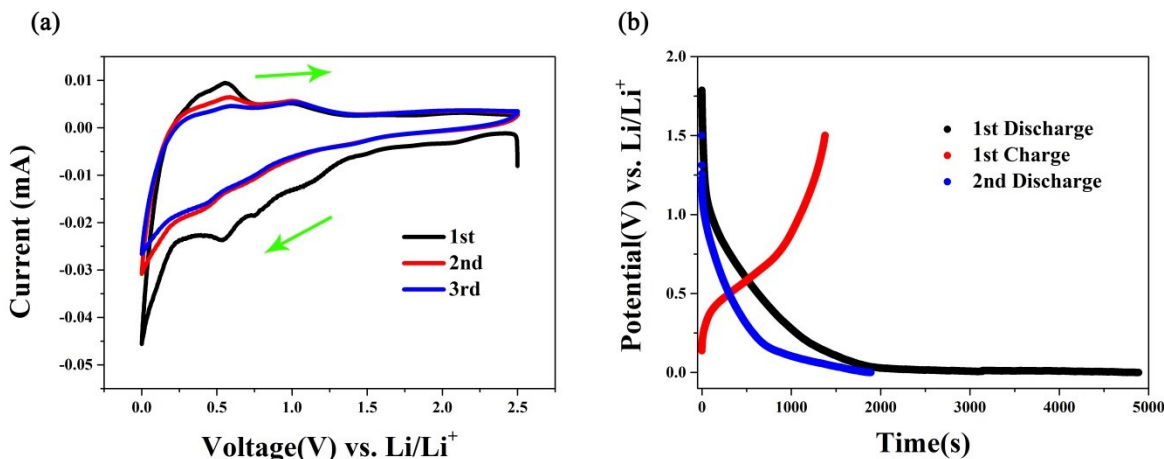 (a)
Current (mA)
0.01
0.00
-0.01
-0.02
-0.03
-0.04
-0.05
1st
2nd
3rd
0.0 0.5 1.0 1.5 2.0 2.5
Voltage(V) vs. Li/Li⁺
(b)
Potential(V) vs. Li/Li⁺
2.0
1.5
1.0
0.5
0.0
1st Discharge
1st Charge
2nd Discharge
0 1000 2000 3000 4000 5000
Time(s)